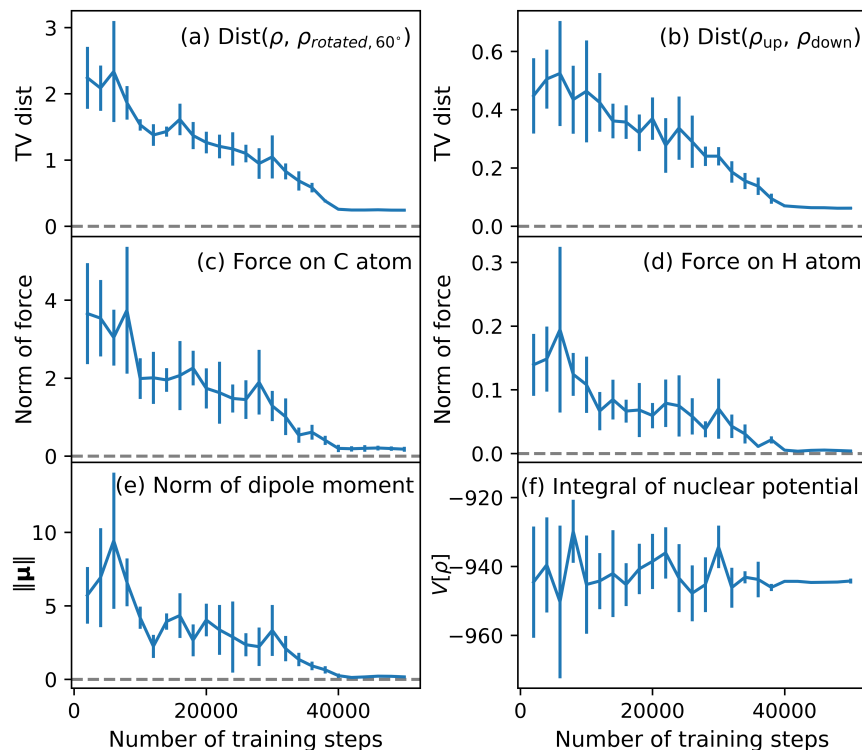 (a) Dist(ρ, ρrotated, 60°)
(b) Dist(ρup, ρdown)
3
2
1
0
TV dist
0.6
0.4
0.2
0.0
TV dist
(c) Force on C atom
(d) Force on H atom
4
2
0
Norm of force
0.3
0.2
0.1
0.0
Norm of force
(e) Norm of dipole moment
(f) Integral of nuclear potential
10
5
0
‖μ‖
−920
−940
−960
V[ρ]
0 20000 40000
0 20000 40000
Number of training steps
Number of training steps